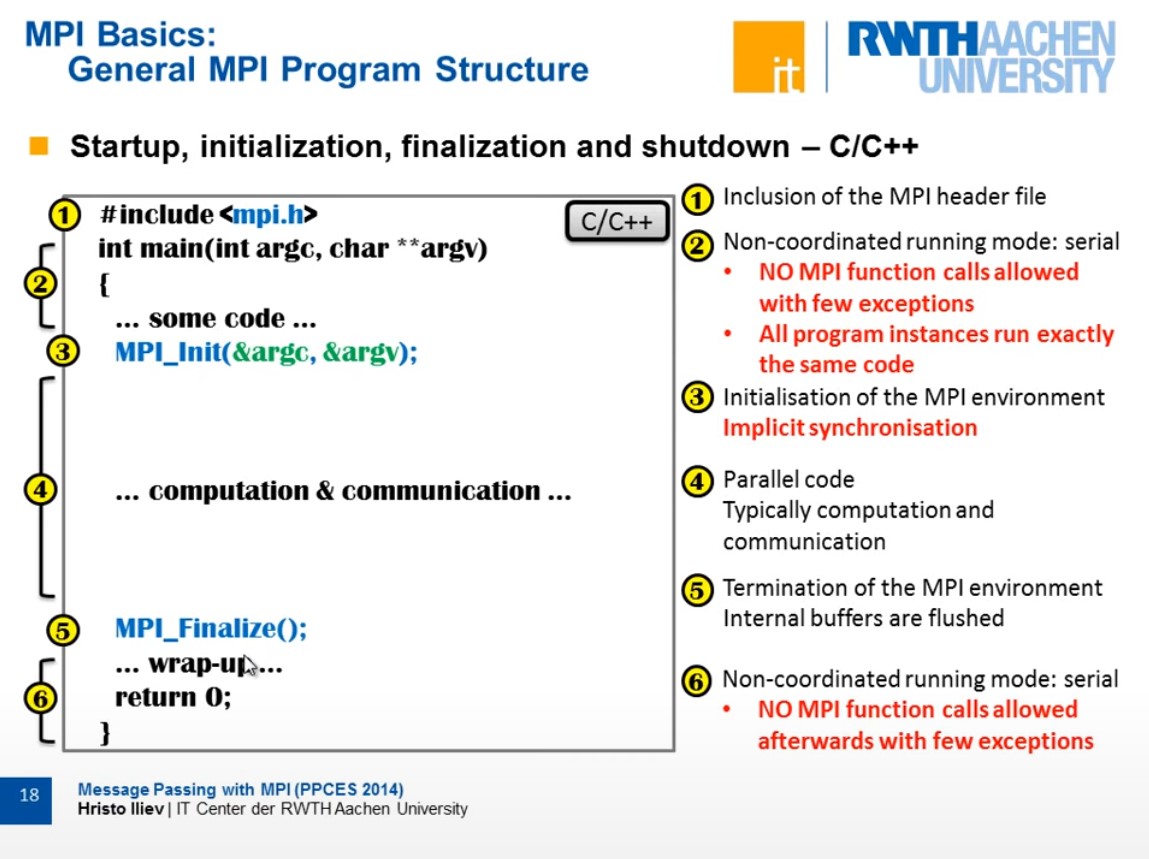 MPI Basics:
General MPI Program Structure
it
RWTHAACHEN
UNIVERSITY
Startup, initialization, finalization and shutdown – C/C++
1
#include <mpi.h>
C/C++
int main(int argc, char **argv)
2
{
... some code ...
3
MPI_Init(&argc, &argv);
4
... computation & communication ...
5
MPI_Finalize();
... wrap-up ...
6
return 0;
}
1 Inclusion of the MPI header file
2 Non-coordinated running mode: serial
• NO MPI function calls allowed
with few exceptions
• All program instances run exactly
the same code
3 Initialisation of the MPI environment
Implicit synchronisation
4 Parallel code
Typically computation and
communication
5 Termination of the MPI environment
Internal buffers are flushed
6 Non-coordinated running mode: serial
• NO MPI function calls allowed
afterwards with few exceptions
18
Message Passing with MPI (PPCES 2014)
Hristo Iliev | IT Center der RWTH Aachen University